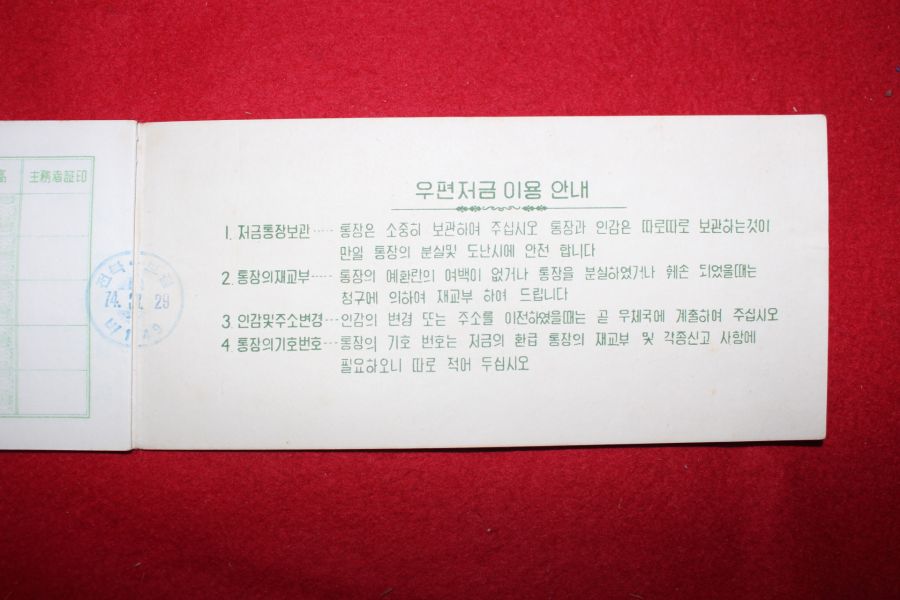 主務者証印
74. 29
우편저금 이용 안내
1. 저금통장보관 ····· 통장은 소중히 보관하여 주십시오 통장과 인감은 따로따로 보관하는것이
만일 통장의 분실및 도난시에 안전 합니다
2. 통장의재교부····· 통장의 예환란의 여백이 없거나 통장을 분실하였거나 훼손 되었을때는
청구에 의하여 재교부 하여 드립니다
3. 인감및주소변경···인감의 변경 또는 주소를 이전하였을때는 곧 우체국에 계출하여 주십시오
4. 통장의기호번호···통장의 기호 번호는 저금의 환급 통장의 재교부 및 각종신고 사항에
필요하오니 따로 적어 두십시오